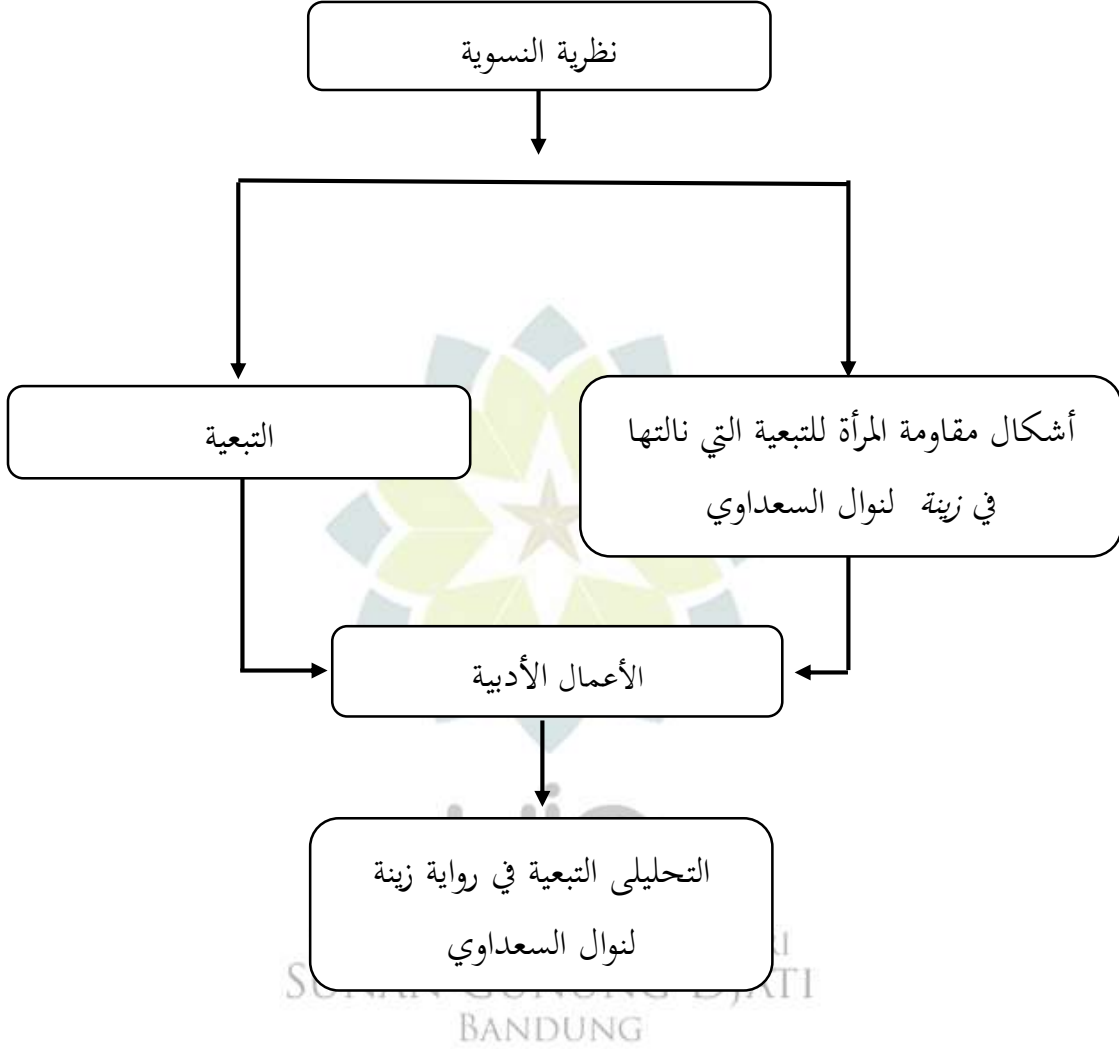 نظرية النسوية
أشكال مقاومة المرأة للتبعية التي نالتها
في زينة لنوال السعداوي
التبعية
الأعمال الأدبية
التحليلى التبعية في رواية زينة
لنوال السعداوي
SUNAN GUNUNG DJATI
BANDUNG